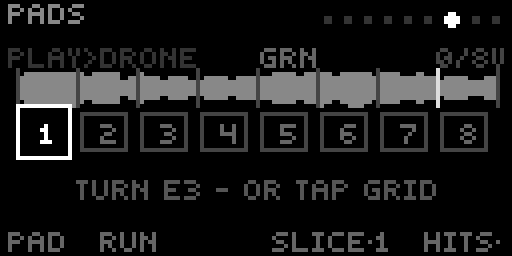 PADS
PLAY>DRONE GRN 0/8V
1 2 3 4 5 6 7 8
TURN E3 - OR TAP GRID
PAD RUN SLICE·1 HITS·